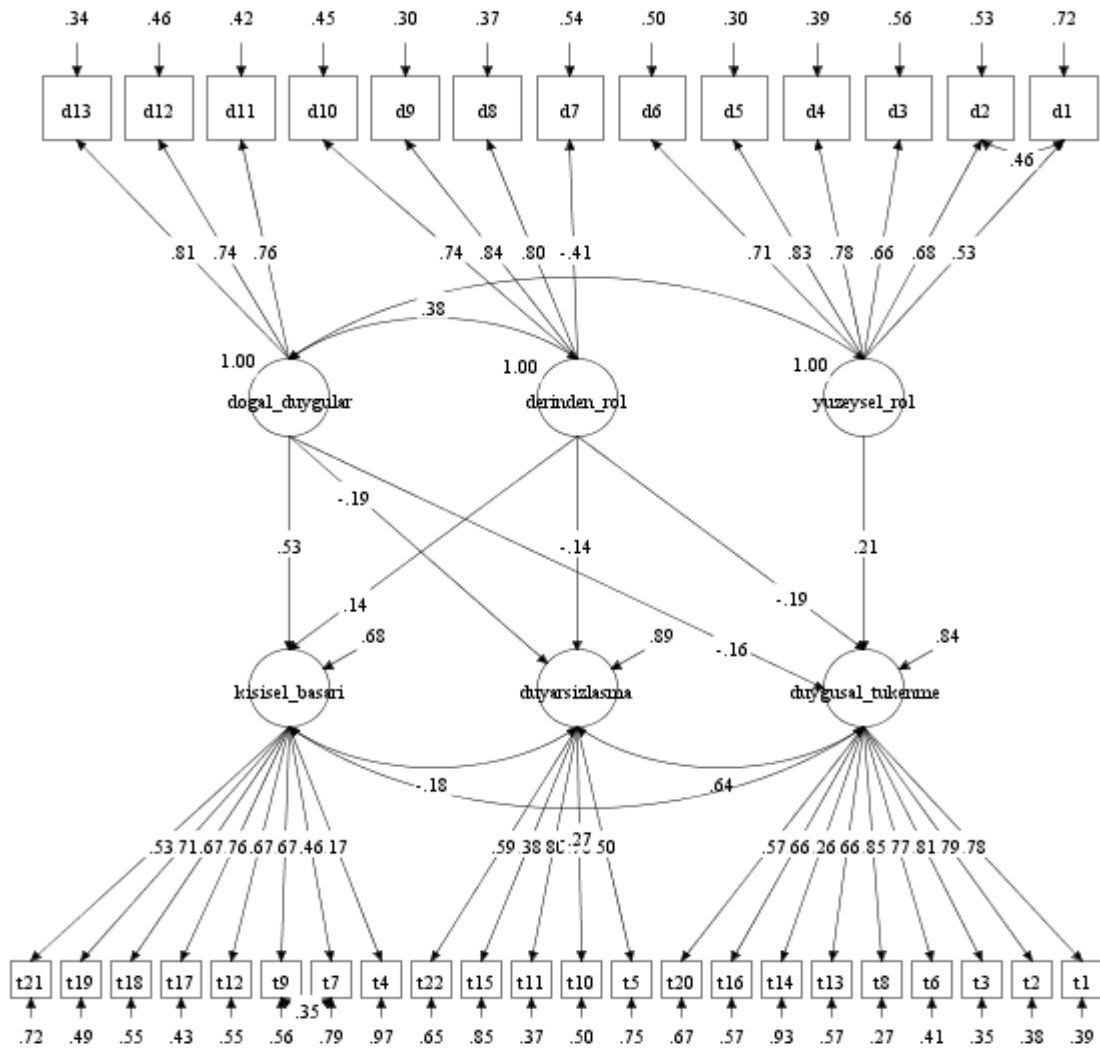 .34 .46 .42 .45 .30 .37 .54 .50 .30 .39 .56 .53 .72
d13 d12 d11 d10 d9 d8 d7 d6 d5 d4 d3 d2 d1
.46
.81 .74 .76 .74 .84 .80 -.41 .71 .83 .78 .66 .68 .53
.38
1.00 1.00 1.00
dogal_duygular derinden_rol yuzeysel_rol
-.19
.53 -.14 .21
.14 -.19
.68 .89 -.16 .84
kisisel_basari duyarsizlasma duygusal_tukenme
-.18 .64
-.27
.53 .71 .67 .76 .67 .67 .46 .17 .59 .38 .50 .57 .66 .26 .66 .85 .77 .81 .79 .78
t21 t19 t18 t17 t12 t9 t7 t4 t22 t15 t11 t10 t5 t20 t16 t14 t13 t8 t6 t3 t2 t1
.35
.72 .49 .55 .43 .55 .56 .79 .97 .65 .85 .37 .50 .75 .67 .57 .93 .57 .27 .41 .35 .38 .39